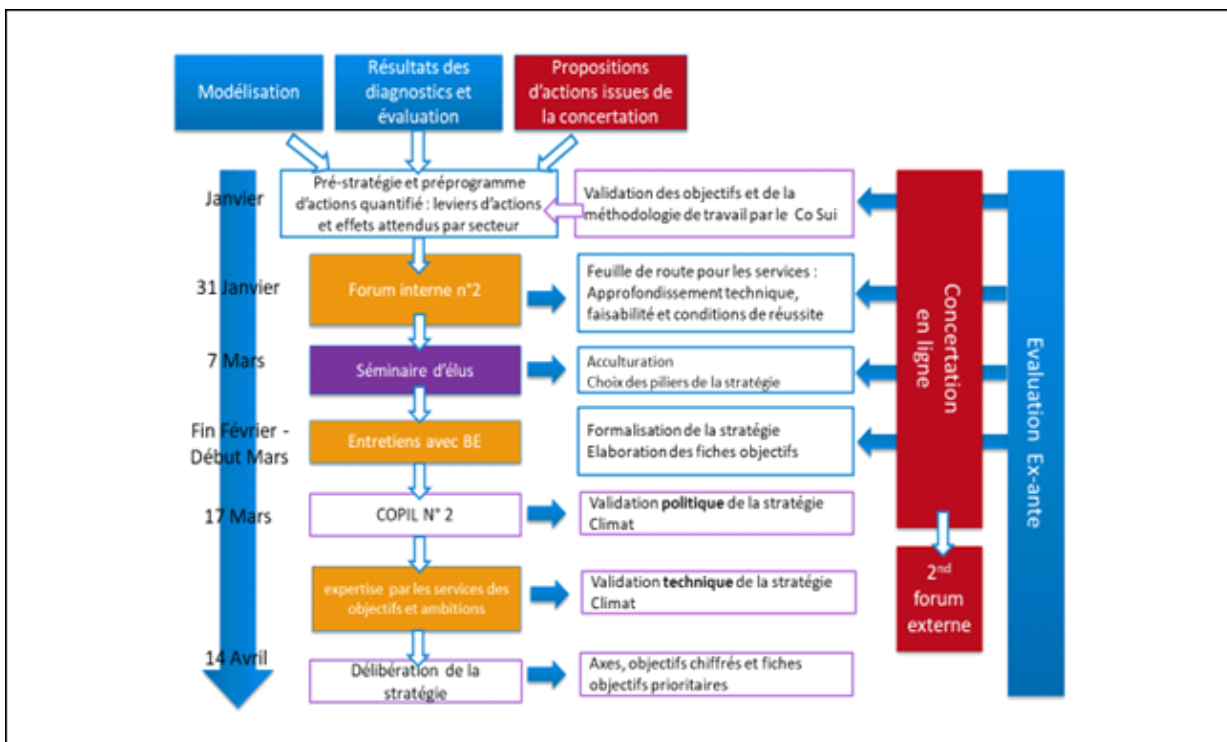 Modélisation
Résultats des
diagnostics et
évaluation
Propositions
d'actions issues de
la concertation
Janvier
Pré-stratégie et préprogramme
d'actions quantifié : leviers d'actions
et effets attendus par secteur
Validation des objectifs et de la
méthodologie de travail par le Co Sui
31 Janvier
Forum interne n°2
Feuille de route pour les services :
Approfondissement technique,
faisabilité et conditions de réussite
7 Mars
Séminaire d'élus
Acculturation
Choix des piliers de la stratégie
Fin Février -
Début Mars
Entretiens avec BE
Formalisation de la stratégie
Elaboration des fiches objectifs
17 Mars
COPIL N° 2
Validation politique de la stratégie
Climat
expertise par les services des
objectifs et ambitions
Validation technique de la stratégie
Climat
14 Avril
Délibération de la
stratégie
Axes, objectifs chiffrés et fiches
objectifs prioritaires
Concertation
en ligne
2nd
forum
externe
Evaluation Ex-ante